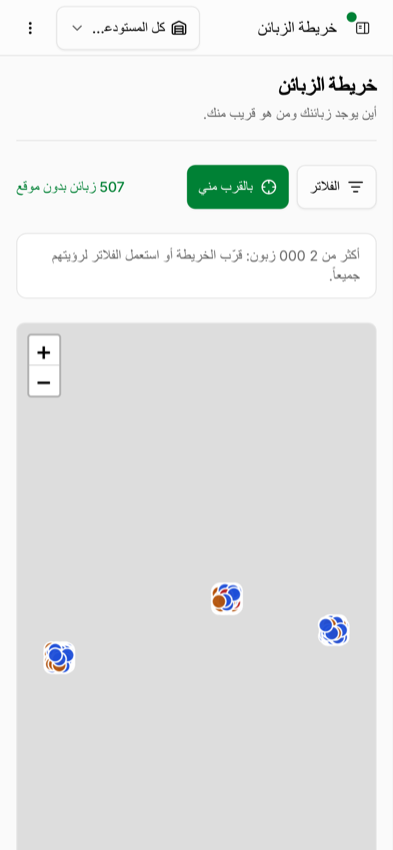 خريطة الزبائن
كل المستودعـ...
خريطة الزبائن
أين يوجد زبائنك ومن هو قريب منك.
الفلاتر
بالقرب مني
507 زبائن بدون موقع
أكثر من 2 000 زبون: قرّب الخريطة أو استعمل الفلاتر لرؤيتهم
جميعاً.
+
−